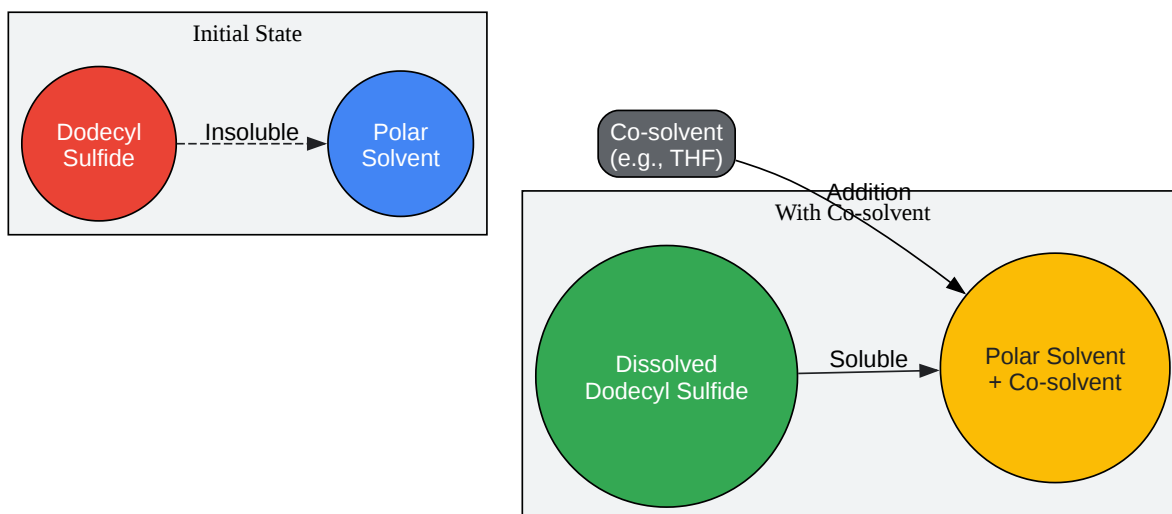 Initial State
Dodecyl
Sulfide
Insoluble
Polar
Solvent
Co-solvent
(e.g., THF)
Addition
With Co-solvent
Dissolved
Dodecyl Sulfide
Soluble
Polar Solvent
+ Co-solvent